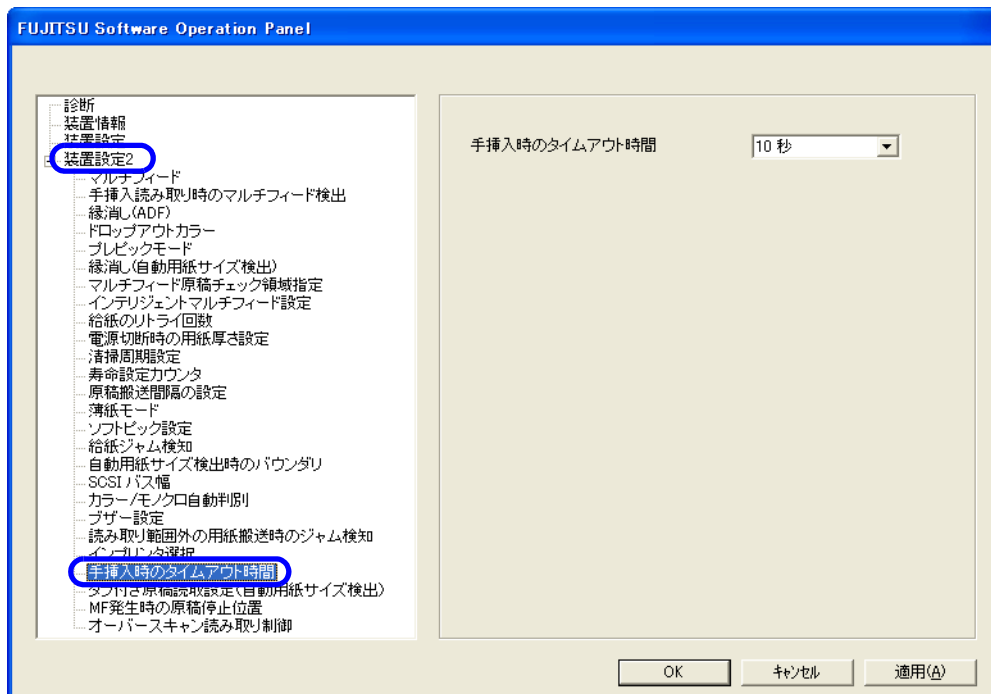 FUJITSU Software Operation Panel
診断
装置情報
装置設定
装置設定2
マルチフィード
手挿入読み取り時のマルチフィード検出
縁消し(ADF)
ドロップアウトカラー
プレピックモード
縁消し(自動用紙サイズ検出)
マルチフィード原稿チェック領域指定
インテリジェントマルチフィード設定
給紙のリトライ回数
電源切断時の用紙厚さ設定
清掃周期設定
寿命設定カウンタ
原稿搬送間隔の設定
薄紙モード
ソフトピック設定
給紙ジャム検知
自動用紙サイズ検出時のバウンダリ
SCSI バス幅
カラー/モノクロ自動判別
ブザー設定
読み取り範囲外の用紙搬送時のジャム検知
インプリンタ選択
手挿入時のタイムアウト時間
タブ付き原稿読取設定(自動用紙サイズ検出)
MF発生時の原稿停止位置
オーバースキャン読み取り制御
手挿入時のタイムアウト時間 10 秒
OK キャンセル 適用(A)